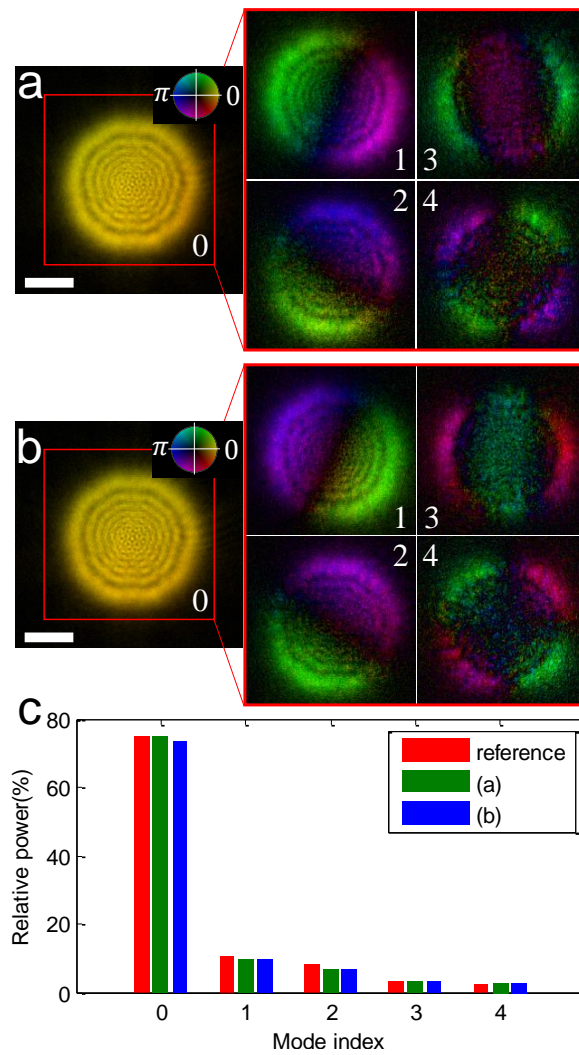 a
π 0
0
1 3
2 4
b
π 0
0
1 3
2 4
c
80
60
40
20
0
Relative power(%)
reference
(a)
(b)
0 1 2 3 4
Mode index